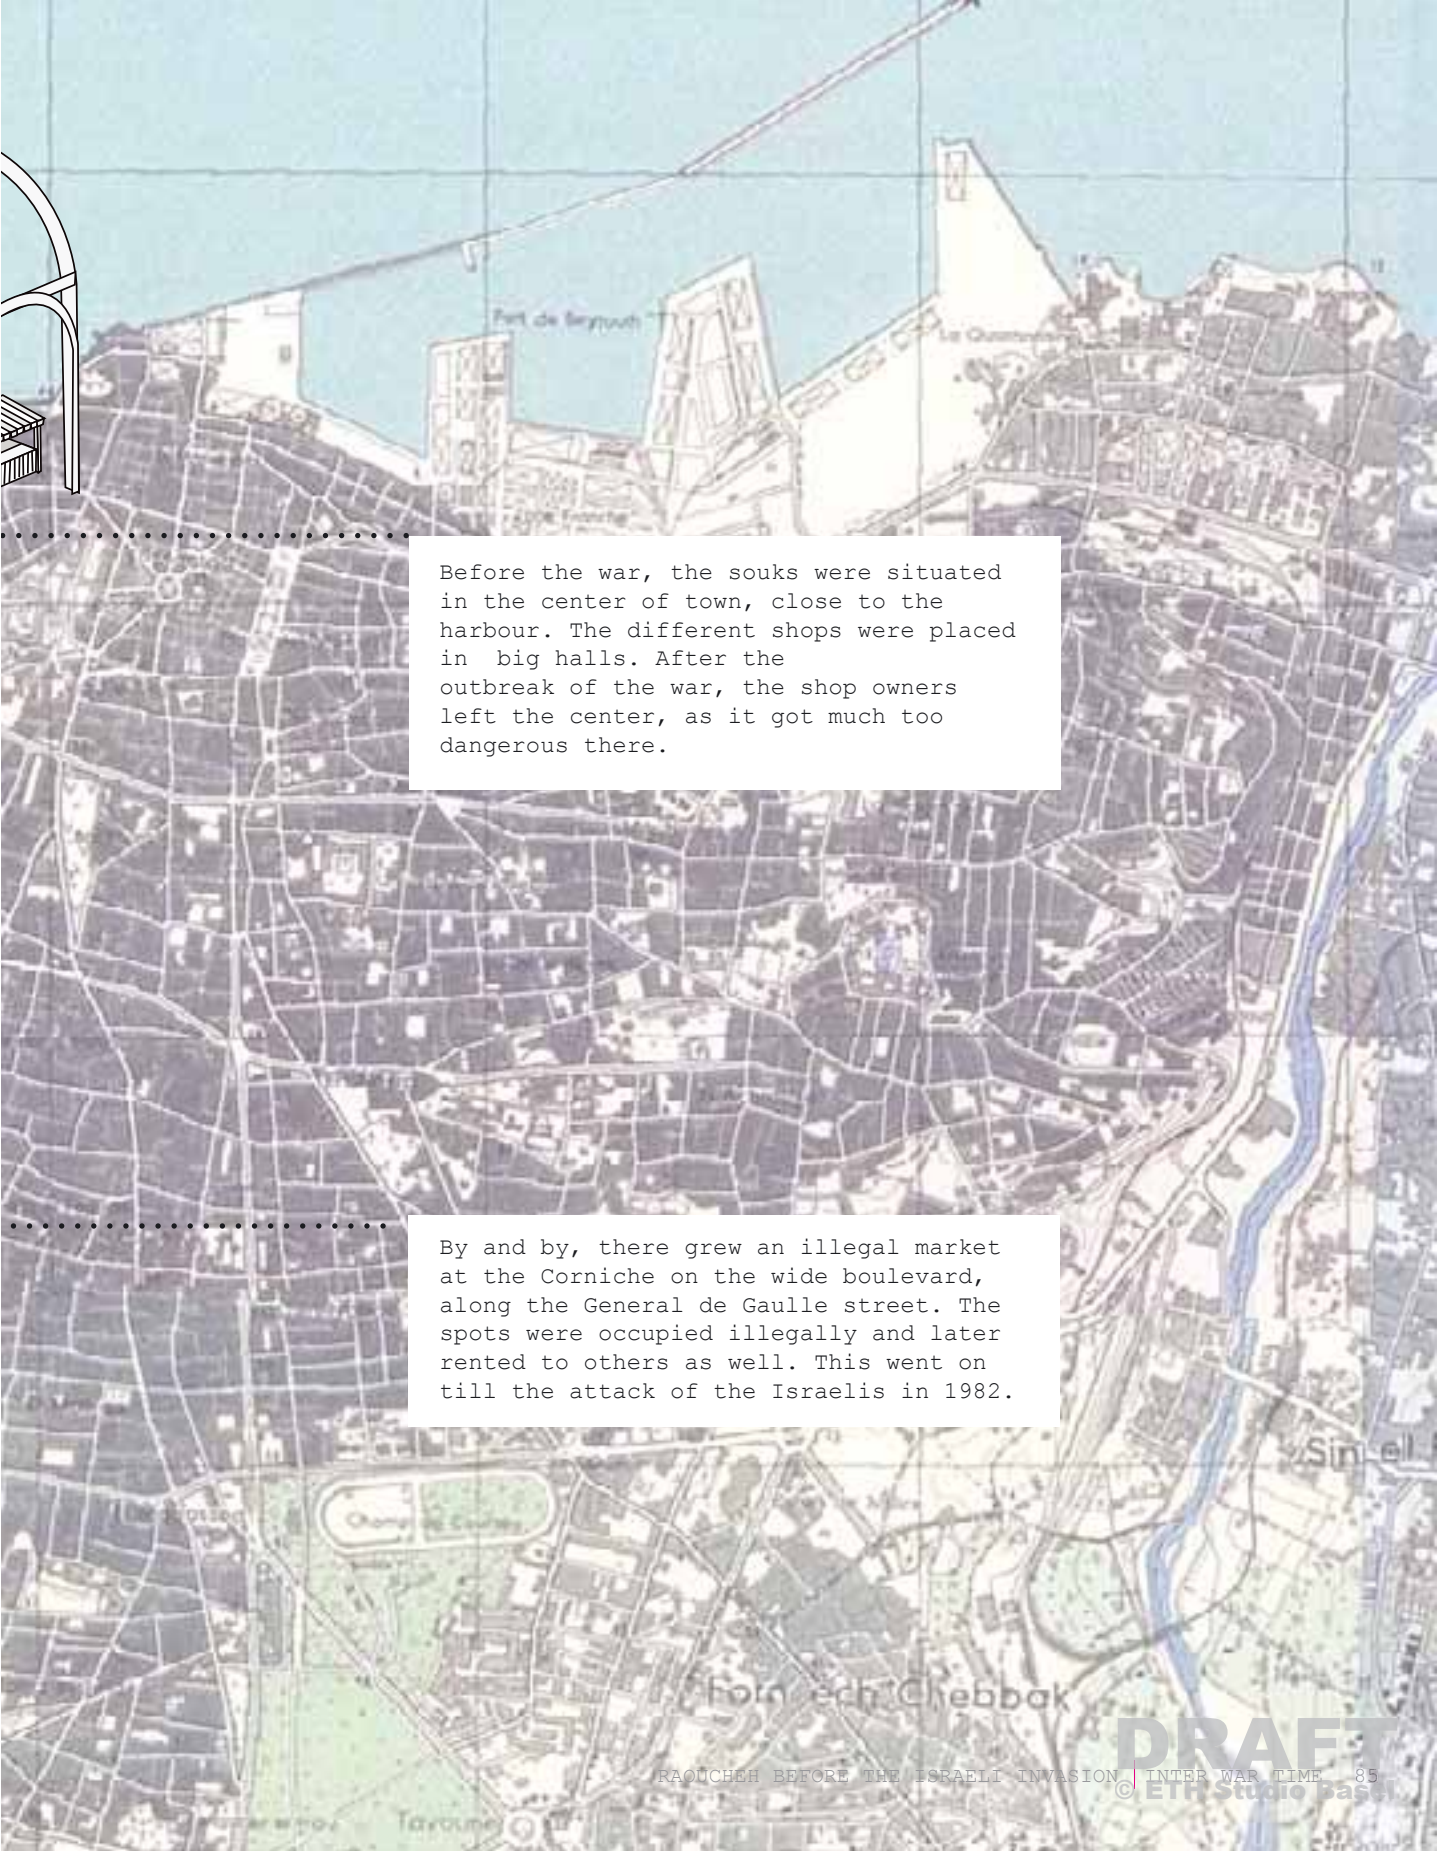 Port de Beyrouth
Before the war, the souks were situated
in the center of town, close to the
harbour. The different shops were placed
in  big halls. After the
outbreak of the war, the shop owners
left the center, as it got much too
dangerous there.
By and by, there grew an illegal market
at the Corniche on the wide boulevard,
along the General de Gaulle street. The
spots were occupied illegally and later
rented to others as well. This went on
till the attack of the Israelis in 1982.
Sin el
Champ de Courses
ech Chebbak
DRAFT
RAOUCHEH BEFORE THE ISRAELI INVASION | INTER WAR TIME 85
© ETH Studio Basel